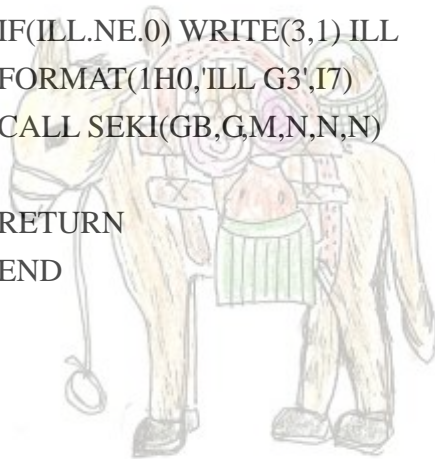 IF(ILL.NE.0) WRITE(3,1) ILL
FORMAT(1H0,'ILL G3',I7)
CALL SEKI(GB,G,M,N,N,N)
RETURN
END